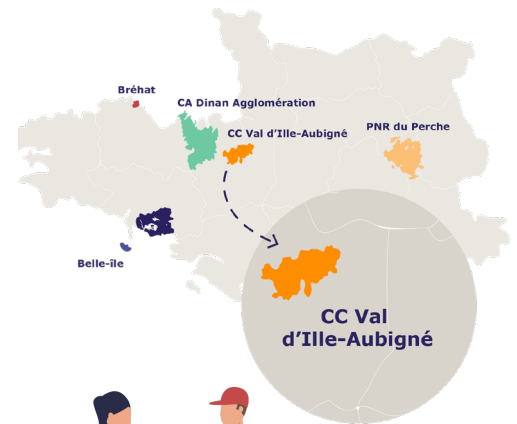 Bréhat
CA Dinan Agglomération
CC Val d'Ille-Aubigné
PNR du Perche
Belle-île
CC Val
d'Ille-Aubigné